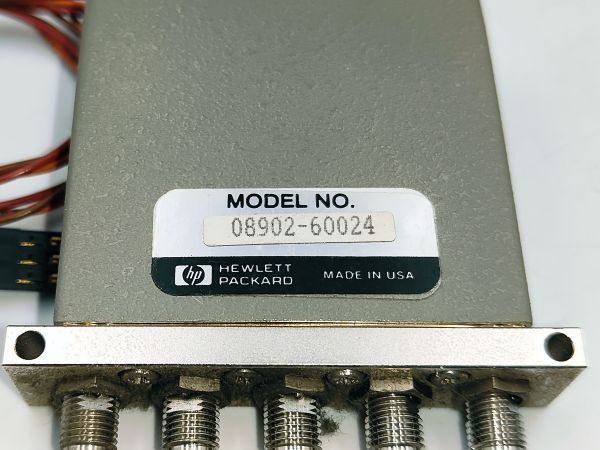 MODEL NO.
08902-60024
hp HEWLETT
PACKARD
MADE IN USA